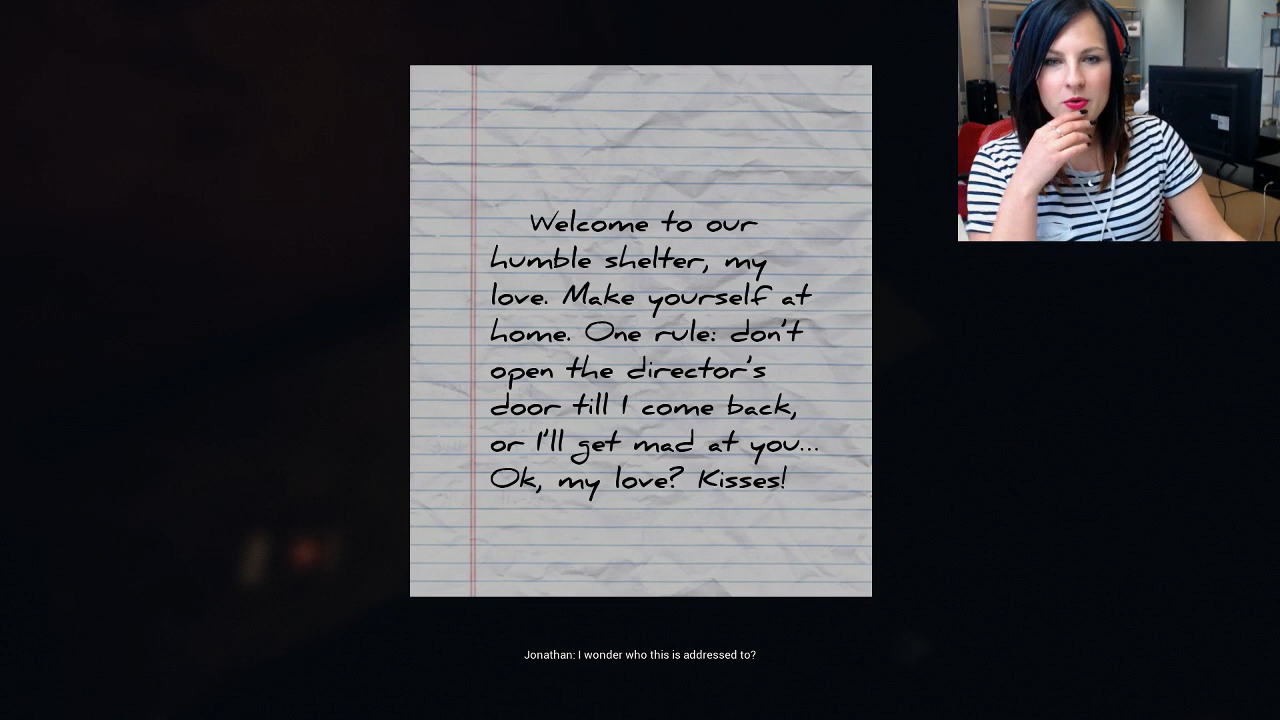 Welcome to our
humble shelter, my
love. Make yourself at
home. One rule: don't
open the director's
door till I come back,
or I'll get mad at you...
Ok, my love? Kisses!
Jonathan: I wonder who this is addressed to?